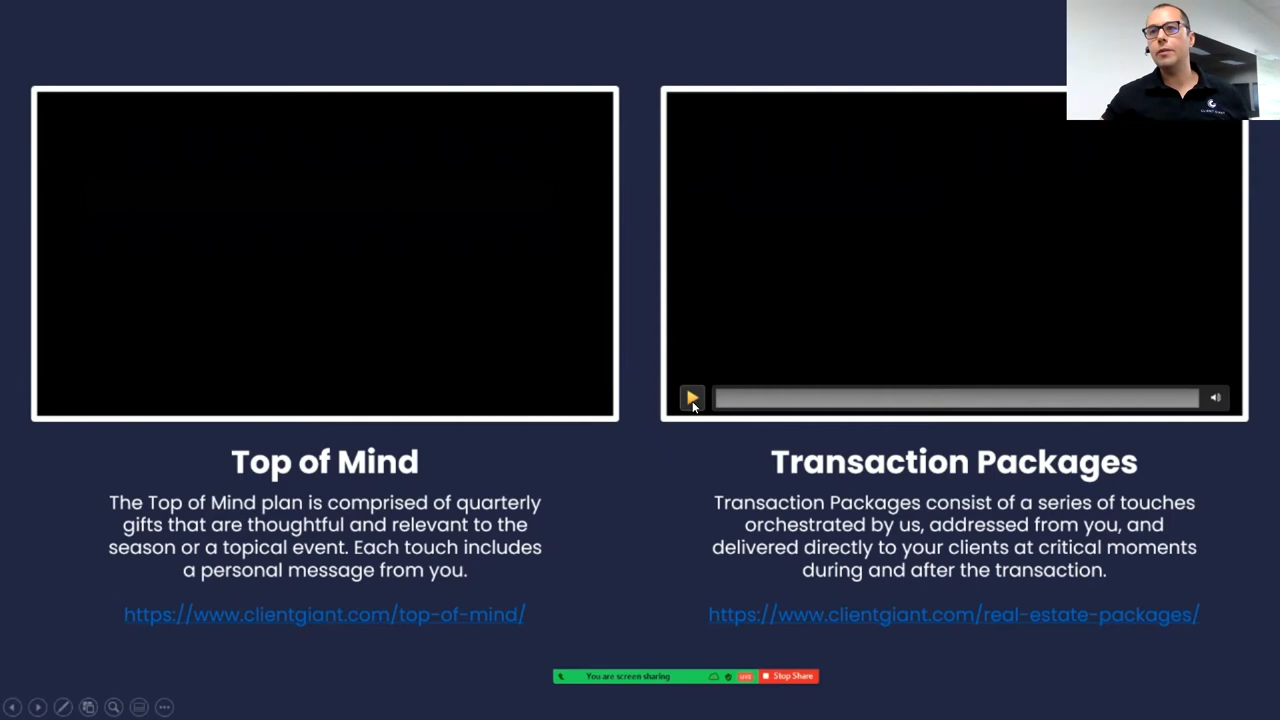 CLIENT GIANT
Top of Mind
The Top of Mind plan is comprised of quarterly
gifts that are thoughtful and relevant to the
season or a topical event. Each touch includes
a personal message from you.
https://www.clientgiant.com/top-of-mind/
Transaction Packages
Transaction Packages consist of a series of touches
orchestrated by us, addressed from you, and
delivered directly to your clients at critical moments
during and after the transaction.
https://www.clientgiant.com/real-estate-packages/
You are screen sharing LIVE Stop Share